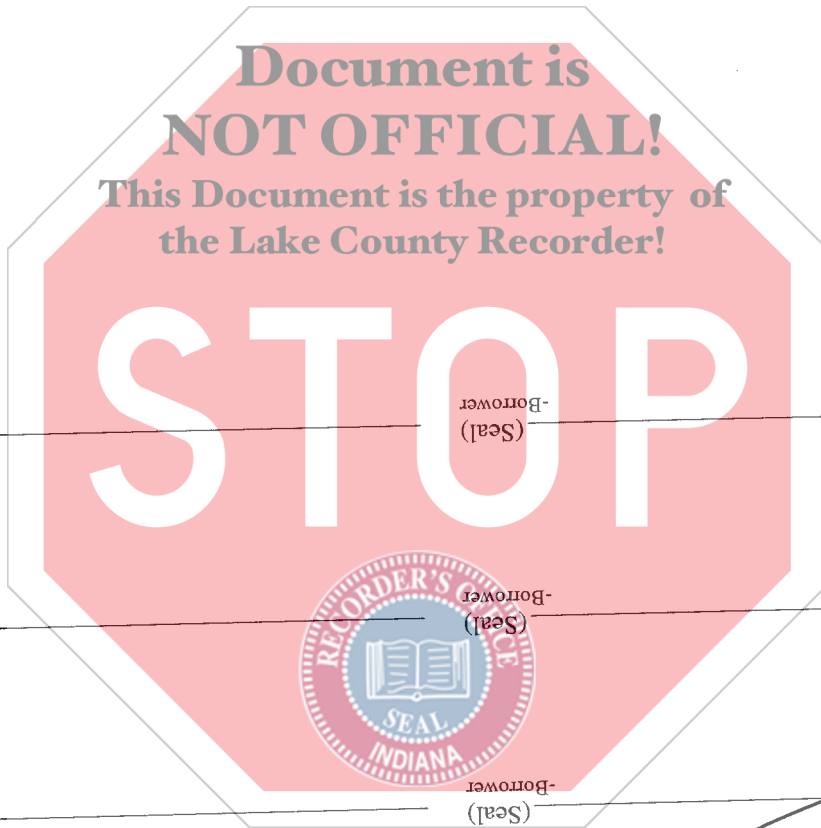 Document is
NOT OFFICIAL!
This Document is the property of
the Lake County Recorder!
STOP
-Borrower
(Seal)
-Borrower
(Seal)
RECORDER'S OFFICE
SEAL
INDIANA
-Borrower
(Seal)